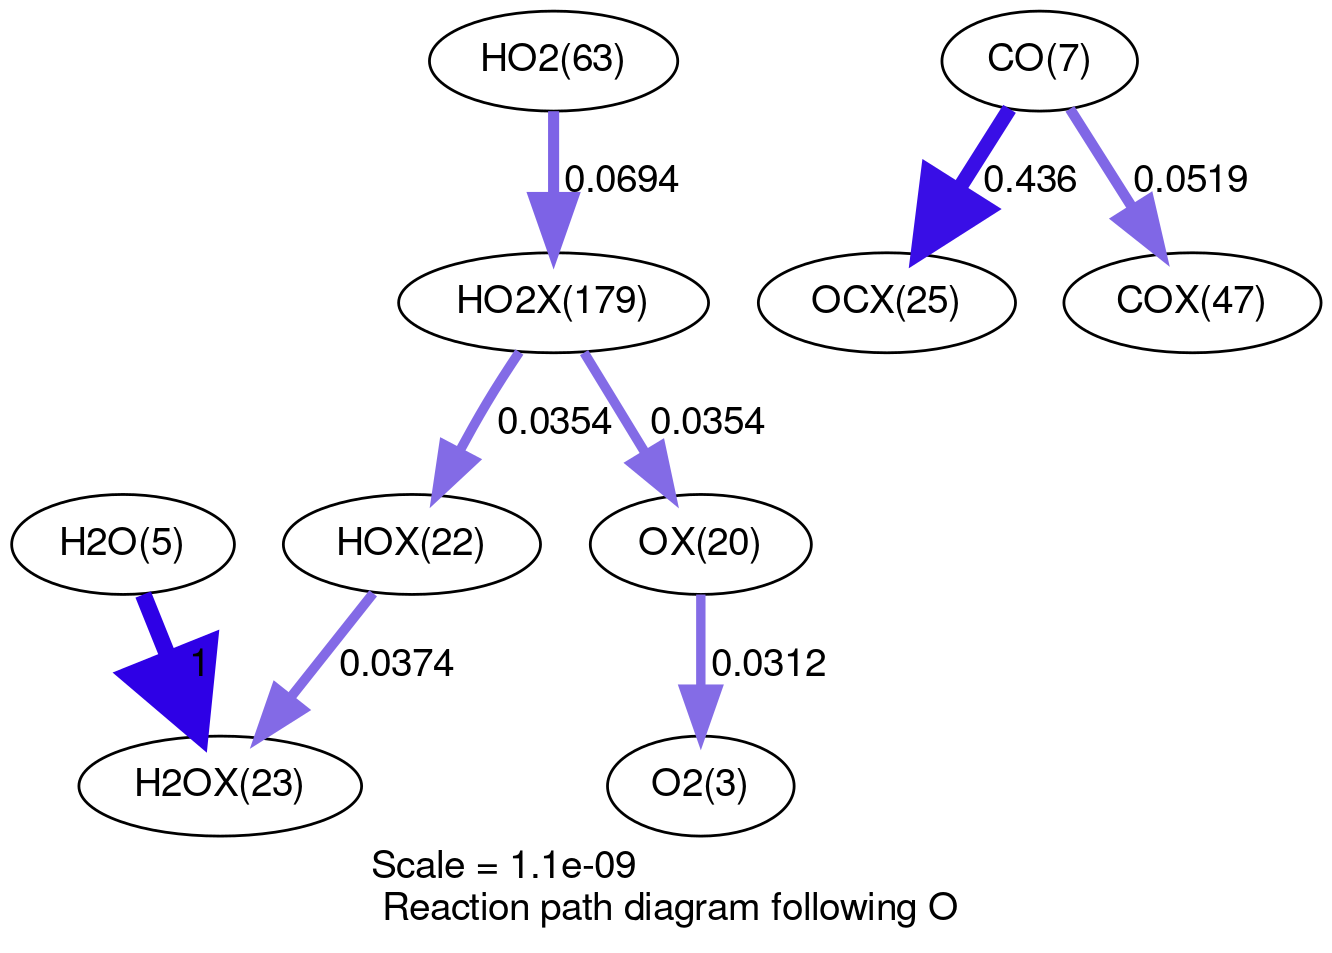 HO2(63)
CO(7)
0.0694
0.436
0.0519
HO2X(179)
OCX(25)
COX(47)
0.0354
0.0354
H2O(5)
HOX(22)
OX(20)
1
0.0374
0.0312
H2OX(23)
O2(3)
Scale = 1.1e-09
Reaction path diagram following O